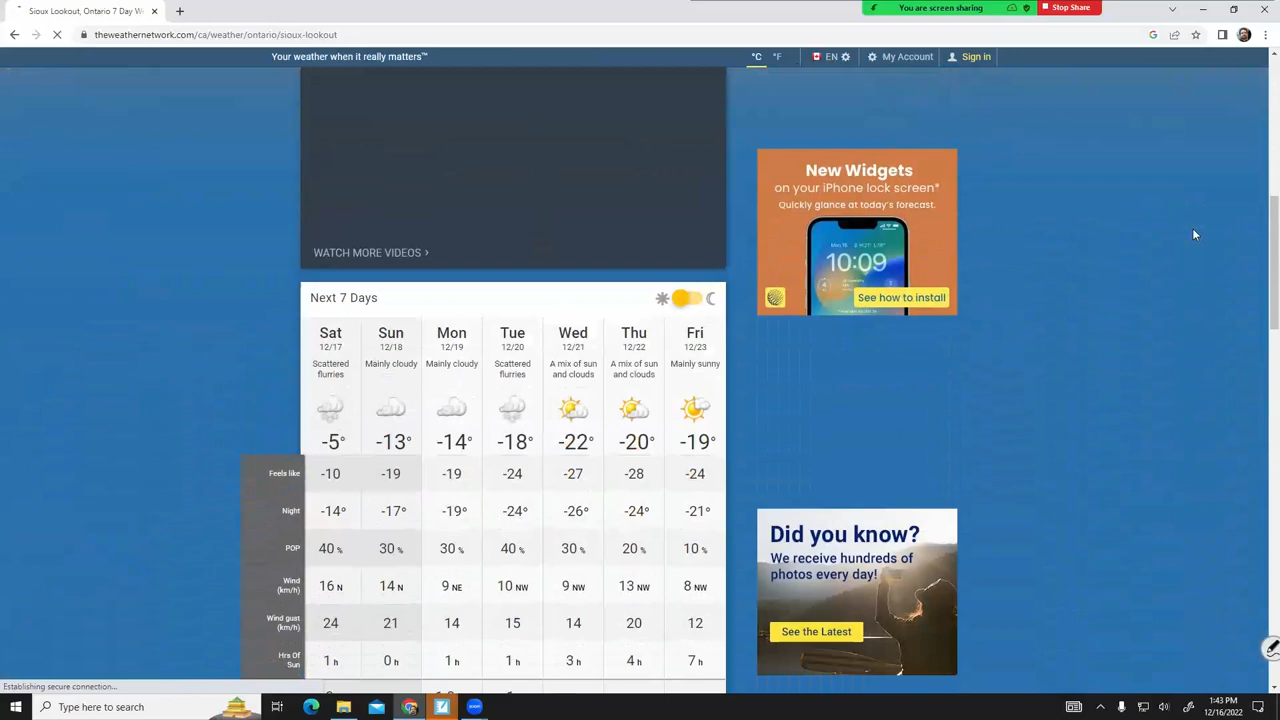 Sioux Lookout, Ontario 7 Day W
You are screen sharing
Stop Share
theweathernetwork.com/ca/weather/ontario/sioux-lookout
Your weather when it really matters™
°C °F EN My Account Sign in
New Widgets
on your iPhone lock screen*
Quickly glance at today's forecast.
10:09
See how to install
WATCH MORE VIDEOS ›
Next 7 Days
Sat Sun Mon Tue Wed Thu Fri
12/17 12/18 12/19 12/20 12/21 12/22 12/23
Scattered flurries Mainly cloudy Mainly cloudy Scattered flurries A mix of sun and clouds A mix of sun and clouds Mainly sunny
-5° -13° -14° -18° -22° -20° -19°
Feels like -10 -19 -19 -24 -27 -28 -24
Night -14° -17° -19° -24° -26° -24° -21°
POP 40 % 30 % 30 % 40 % 30 % 20 % 10 %
Wind (km/h) 16 N 14 N 9 NE 10 NW 9 NW 13 NW 8 NW
Wind gust (km/h) 24 21 14 15 14 20 12
Hrs Of Sun 1 h 0 h 1 h 1 h 3 h 4 h 7 h
Did you know?
We receive hundreds of
photos every day!
See the Latest
Establishing secure connection...
Type here to search
1:43 PM
12/16/2022